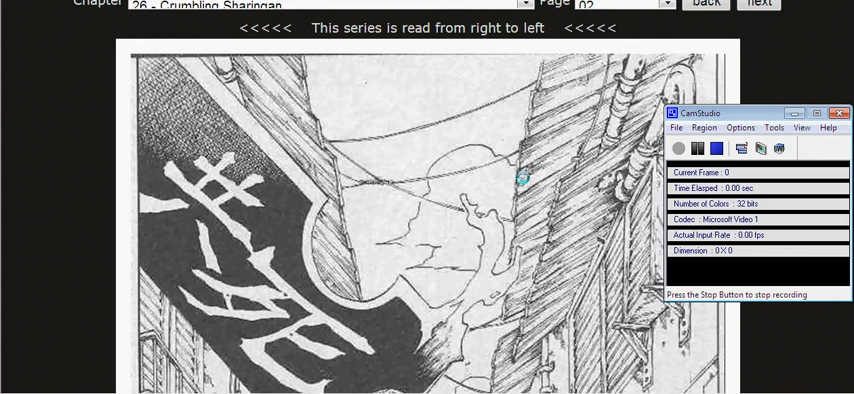 Chapter 26 - Crumbling Sharingan Page 02 back next
<<<<< This series is read from right to left <<<<<
CamStudio
File Region Options Tools View Help
Current Frame : 0
Time Elasped : 0.00 sec
Number of Colors : 32 bits
Codec : Microsoft Video 1
Actual Input Rate : 0.00 fps
Dimension : 0 X 0
Press the Stop Button to stop recording